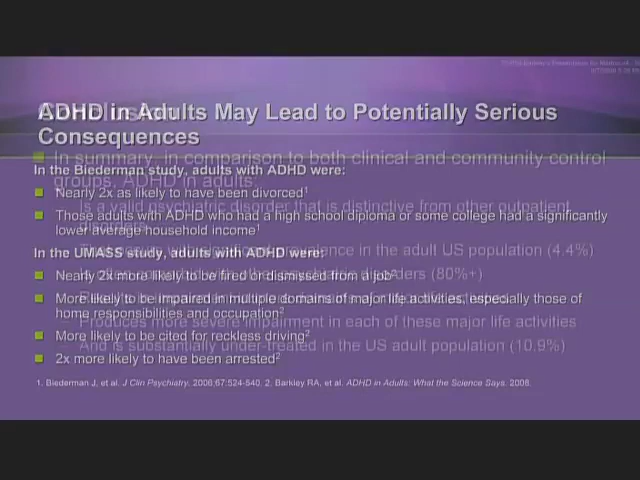 ADHD in Adults May Lead to Potentially Serious
Consequences
In the Biederman study, adults with ADHD were:
Nearly 2x as likely to have been divorced1
Those adults with ADHD who had a high school diploma or some college had a significantly
lower average household income1
In the UMASS study, adults with ADHD were:
Nearly 2x more likely to be fired or dismissed from a job2
More likely to be impaired in multiple domains of major life activities, especially those of
home responsibilities and occupation2
More likely to be cited for reckless driving2
2x more likely to have been arrested2
1. Biederman J, et al. J Clin Psychiatry. 2006;67:524-540. 2. Barkley RA, et al. ADHD in Adults: What the Science Says. 2008.
In summary, in comparison to both clinical and community control
groups, ADHD in adults:
Is a valid psychiatric disorder that is distinctive from other outpatient
disorders
prevalence in the adult US population (4.4%)
disorders (80%+)
Produces more severe impairment in each of these major life activities
And is substantially under-treated in the US adult population (10.9%)